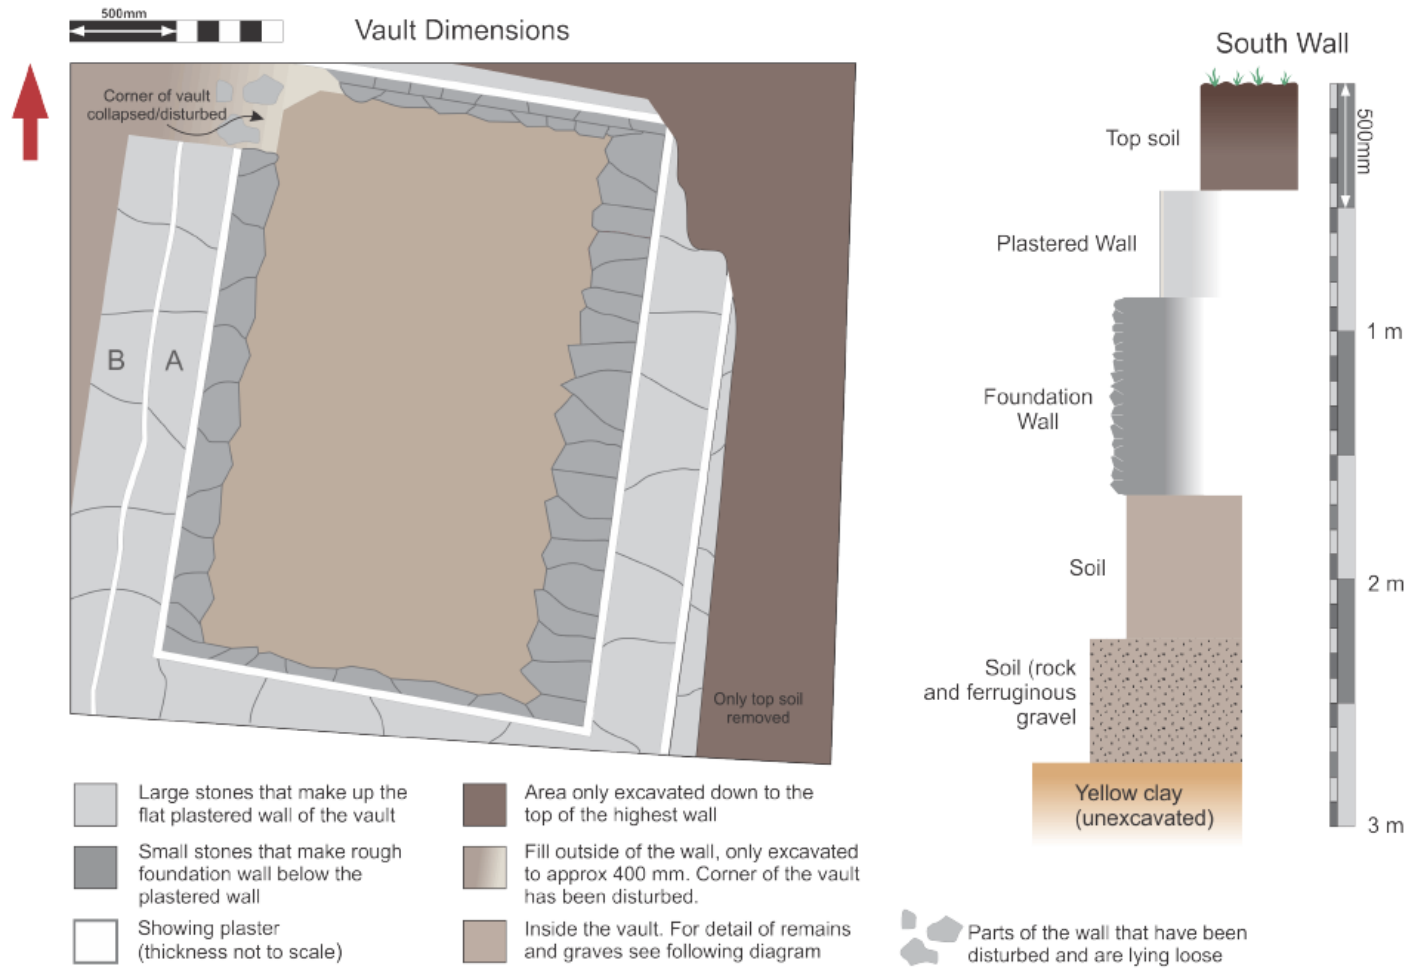 500mm
Vault Dimensions
Corner of vault
collapsed/disturbed
B
A
Only top soil
removed
Large stones that make up the
flat plastered wall of the vault
Small stones that make rough
foundation wall below the
plastered wall
Showing plaster
(thickness not to scale)
Area only excavated down to the
top of the highest wall
Fill outside of the wall, only excavated
to approx 400 mm. Corner of the vault
has been disturbed.
Inside the vault. For detail of remains
and graves see following diagram
Parts of the wall that have been
disturbed and are lying loose
South Wall
Top soil
500mm
Plastered Wall
1 m
Foundation
Wall
Soil
2 m
Soil (rock
and ferruginous
gravel
Yellow clay
(unexcavated)
3 m